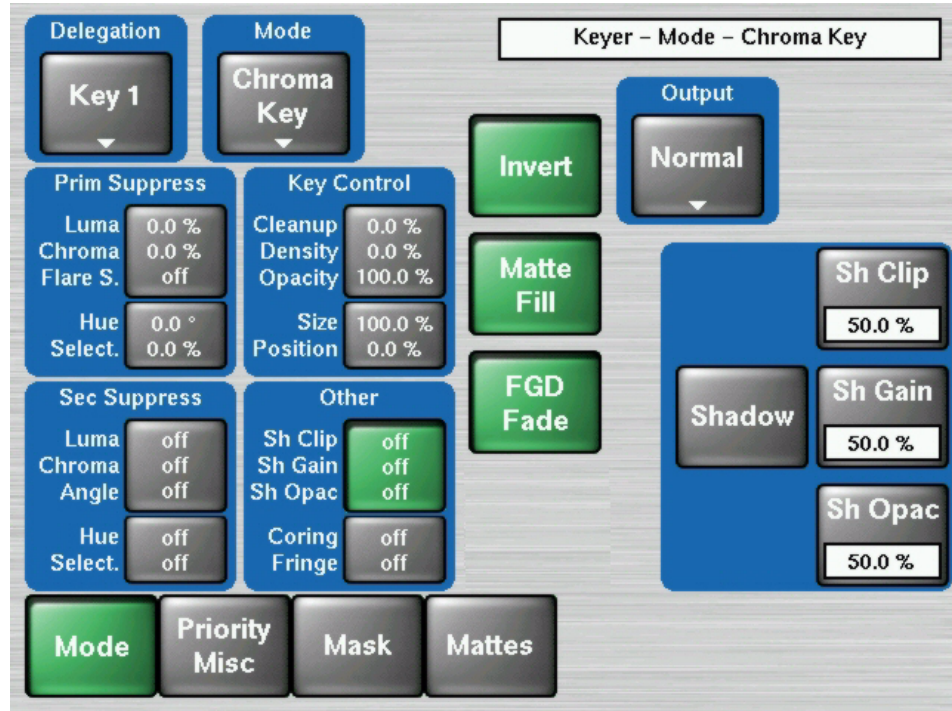 Delegation
Key 1
Mode
Chroma
Key
Keyer – Mode – Chroma Key
Prim Suppress
Luma 0.0 %
Chroma 0.0 %
Flare S. off
Hue 0.0 °
Select. 0.0 %
Key Control
Cleanup 0.0 %
Density 0.0 %
Opacity 100.0 %
Size 100.0 %
Position 0.0 %
Invert
Matte
Fill
FGD
Fade
Output
Normal
Sec Suppress
Luma off
Chroma off
Angle off
Hue off
Select. off
Other
Sh Clip off
Sh Gain off
Sh Opac off
Coring off
Fringe off
Shadow
Sh Clip
50.0 %
Sh Gain
50.0 %
Sh Opac
50.0 %
Mode
Priority
Misc
Mask
Mattes